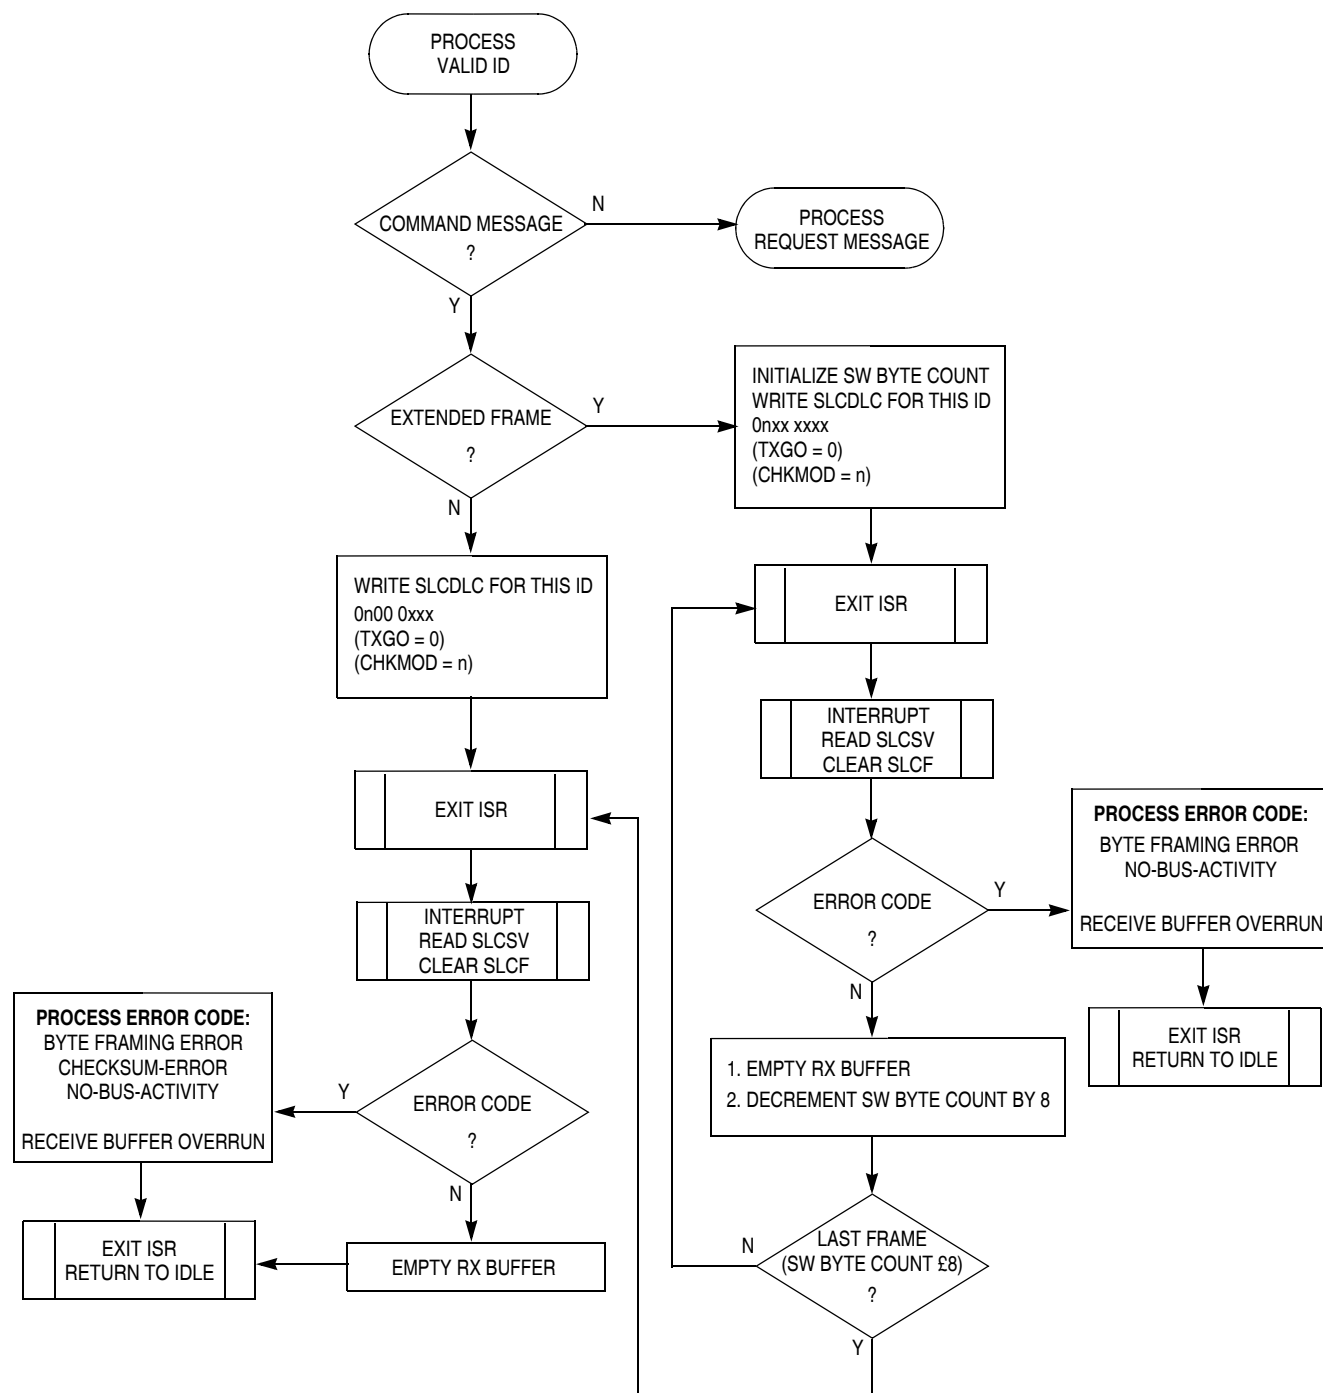 PROCESS
VALID ID
COMMAND MESSAGE
?
N
PROCESS
REQUEST MESSAGE
Y
EXTENDED FRAME
?
Y
INITIALIZE SW BYTE COUNT
WRITE SLCDLC FOR THIS ID
0nxx xxxx
(TXGO = 0)
(CHKMOD = n)
N
WRITE SLCDLC FOR THIS ID
0n00 0xxx
(TXGO = 0)
(CHKMOD = n)
EXIT ISR
INTERRUPT
READ SLCSV
CLEAR SLCF
ERROR CODE
?
Y
PROCESS ERROR CODE:
BYTE FRAMING ERROR
NO-BUS-ACTIVITY
RECEIVE BUFFER OVERRUN
EXIT ISR
RETURN TO IDLE
N
1. EMPTY RX BUFFER
2. DECREMENT SW BYTE COUNT BY 8
LAST FRAME
(SW BYTE COUNT £8)
?
N
Y
EXIT ISR
INTERRUPT
READ SLCSV
CLEAR SLCF
ERROR CODE
?
Y
PROCESS ERROR CODE:
BYTE FRAMING ERROR
CHECKSUM-ERROR
NO-BUS-ACTIVITY
RECEIVE BUFFER OVERRUN
N
EMPTY RX BUFFER
EXIT ISR
RETURN TO IDLE